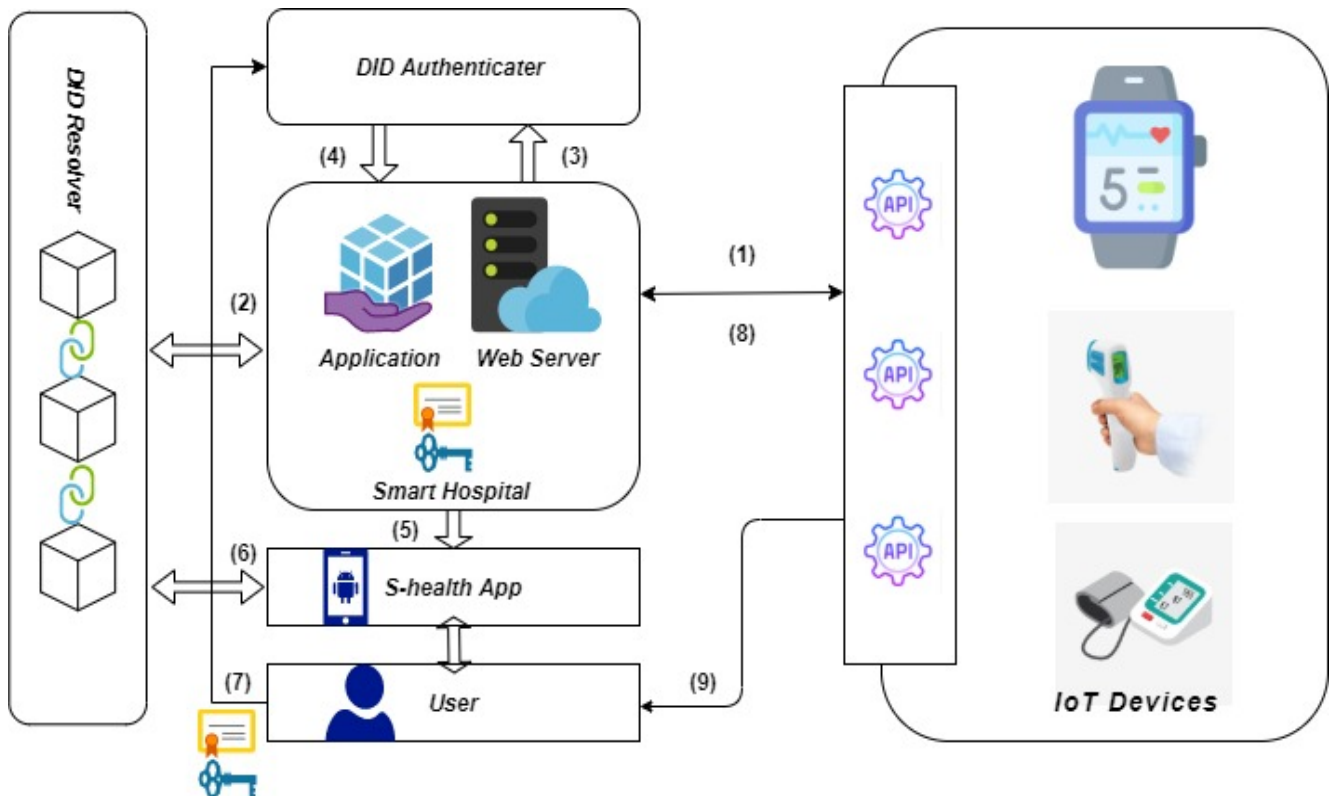 DID Resolver
DID Authenticater
(4)
(3)
(2)
Application
Web Server
Smart Hospital
(1)
(8)
API
API
API
(5)
(6)
S-health App
(7)
User
(9)
IoT Devices
5